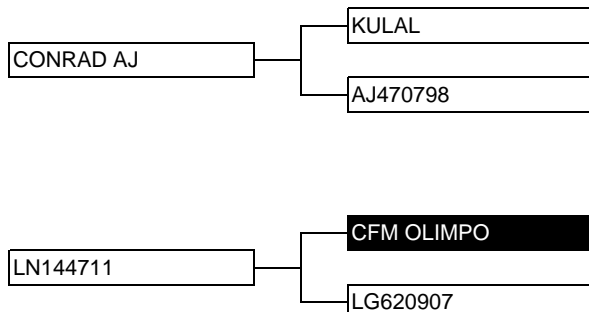 KULAL
CONRAD AJ
AJ470798
CFM OLIMPO
LN144711
LG620907